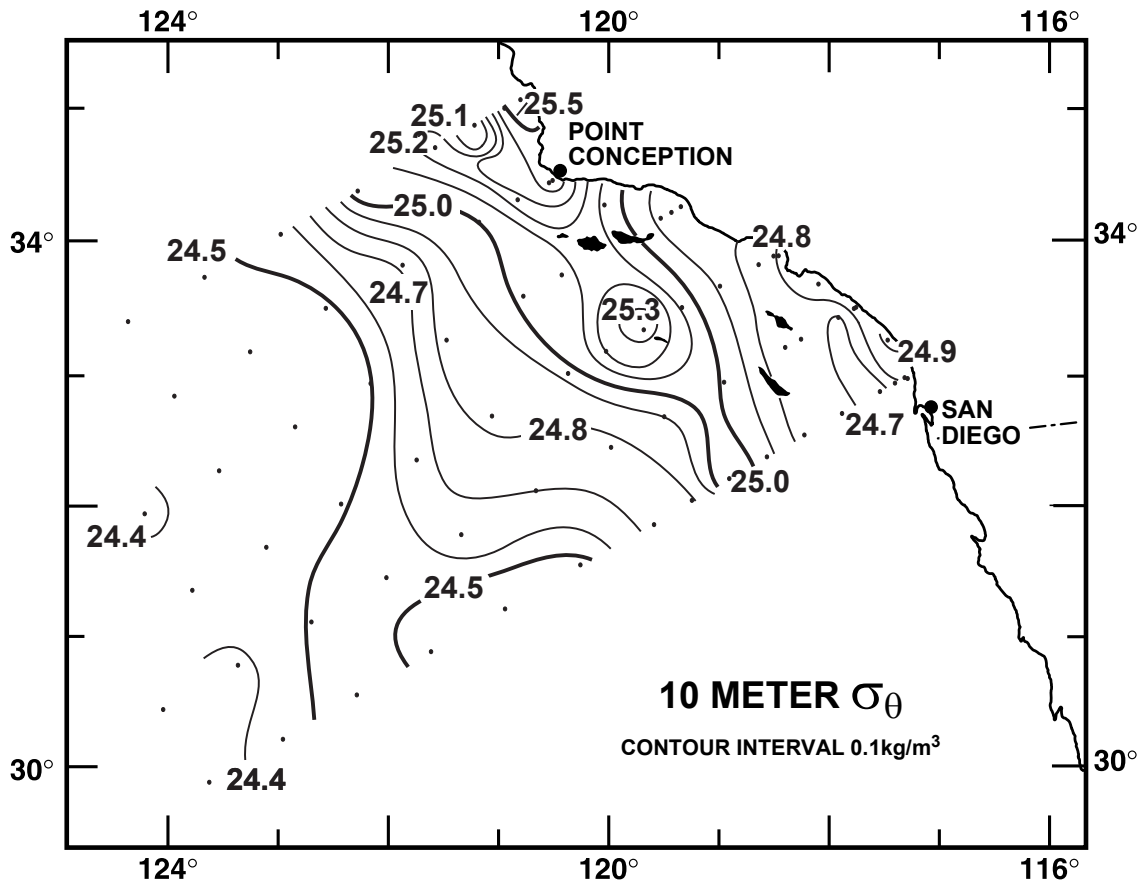 124° 120° 116°
25.1 25.5
25.2
POINT
CONCEPTION
25.0
34° 24.5 24.8 34°
24.7
25.3
24.9
SAN
24.8 24.7
DIEGO
25.0
24.4
24.5
10 METER σθ
CONTOUR INTERVAL 0.1kg/m³
30° 30°
24.4
124° 120° 116°